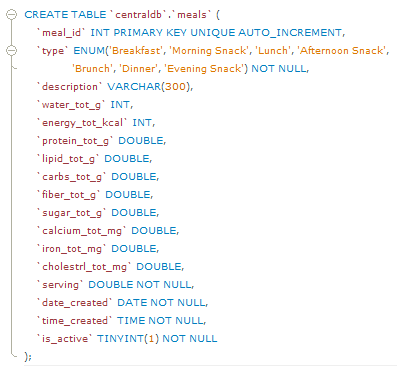 CREATE TABLE `centraldb`.`meals` (
`meal_id` INT PRIMARY KEY UNIQUE AUTO_INCREMENT,
`type` ENUM('Breakfast', 'Morning Snack', 'Lunch', 'Afternoon Snack',
'Brunch', 'Dinner', 'Evening Snack') NOT NULL,
`description` VARCHAR(300),
`water_tot_g` INT,
`energy_tot_kcal` INT,
`protein_tot_g` DOUBLE,
`lipid_tot_g` DOUBLE,
`carbs_tot_g` DOUBLE,
`fiber_tot_g` DOUBLE,
`sugar_tot_g` DOUBLE,
`calcium_tot_mg` DOUBLE,
`iron_tot_mg` DOUBLE,
`cholestrl_tot_mg` DOUBLE,
`serving` DOUBLE NOT NULL,
`date_created` DATE NOT NULL,
`time_created` TIME NOT NULL,
`is_active` TINYINT(1) NOT NULL
);